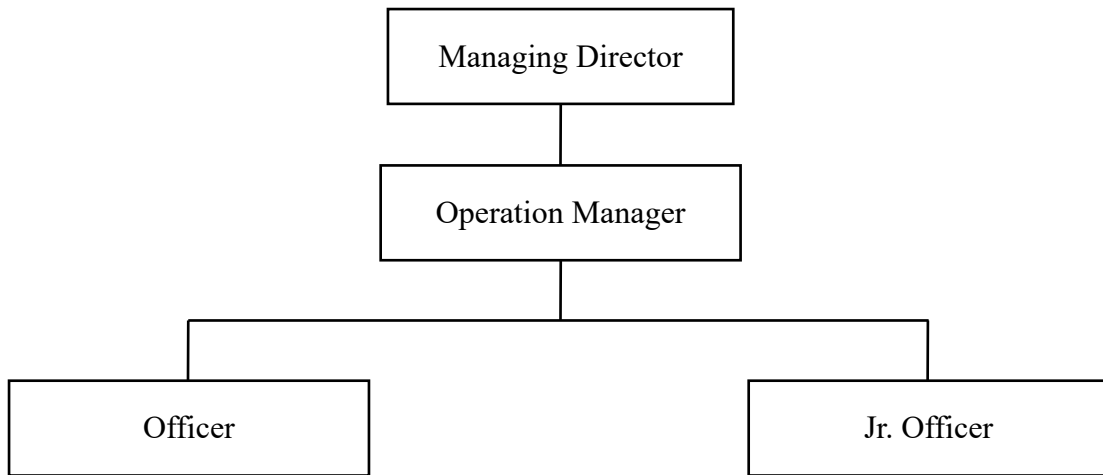 Managing Director
Operation Manager
Officer
Jr. Officer